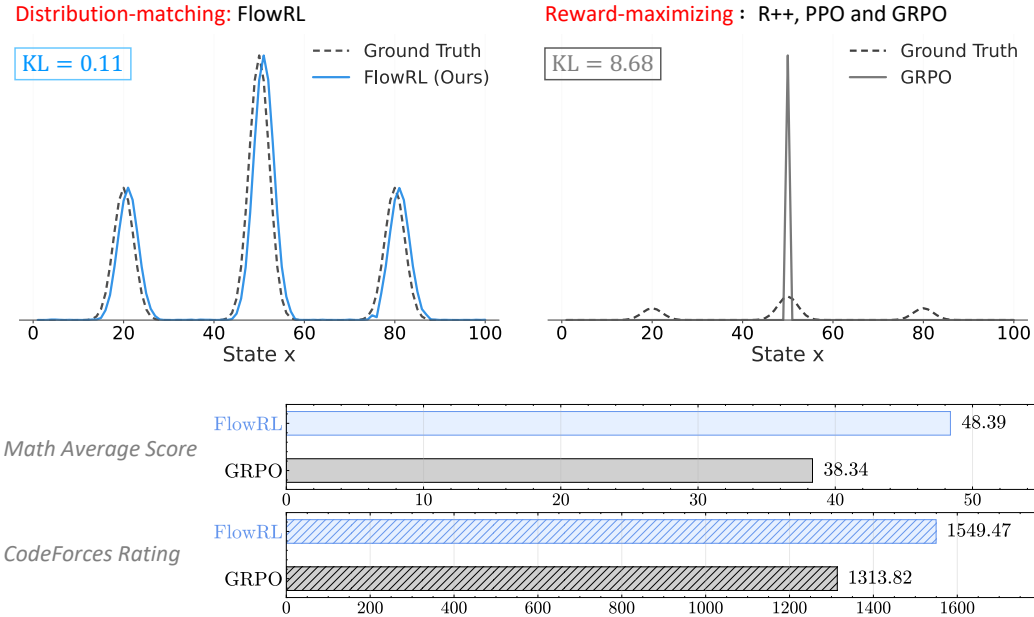 Distribution-matching: FlowRL
KL = 0.11
Ground Truth
FlowRL (Ours)
0 20 40 60 80 100
State x
Reward-maximizing : R++, PPO and GRPO
KL = 8.68
Ground Truth
GRPO
0 20 40 60 80 100
State x
Math Average Score
FlowRL 48.39
GRPO 38.34
0 10 20 30 40 50
CodeForces Rating
FlowRL 1549.47
GRPO 1313.82
0 200 400 600 800 1000 1200 1400 1600